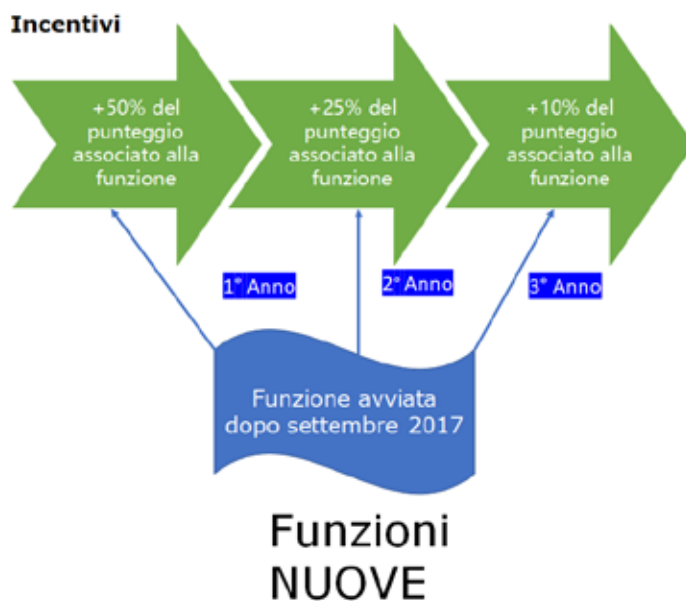 Incentivi
+50% del
punteggio
associato alla
funzione
+25% del
punteggio
associato alla
funzione
+10% del
punteggio
associato alla
funzione
1° Anno
2° Anno
3° Anno
Funzione avviata
dopo settembre 2017
Funzioni
NUOVE